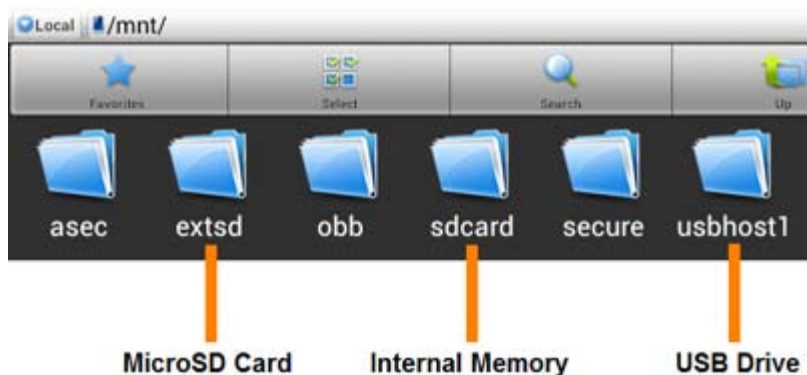 Local /mnt/
Favorites Select Search Up
asec extsd obb sdcard secure usbhost1
MicroSD Card Internal Memory USB Drive